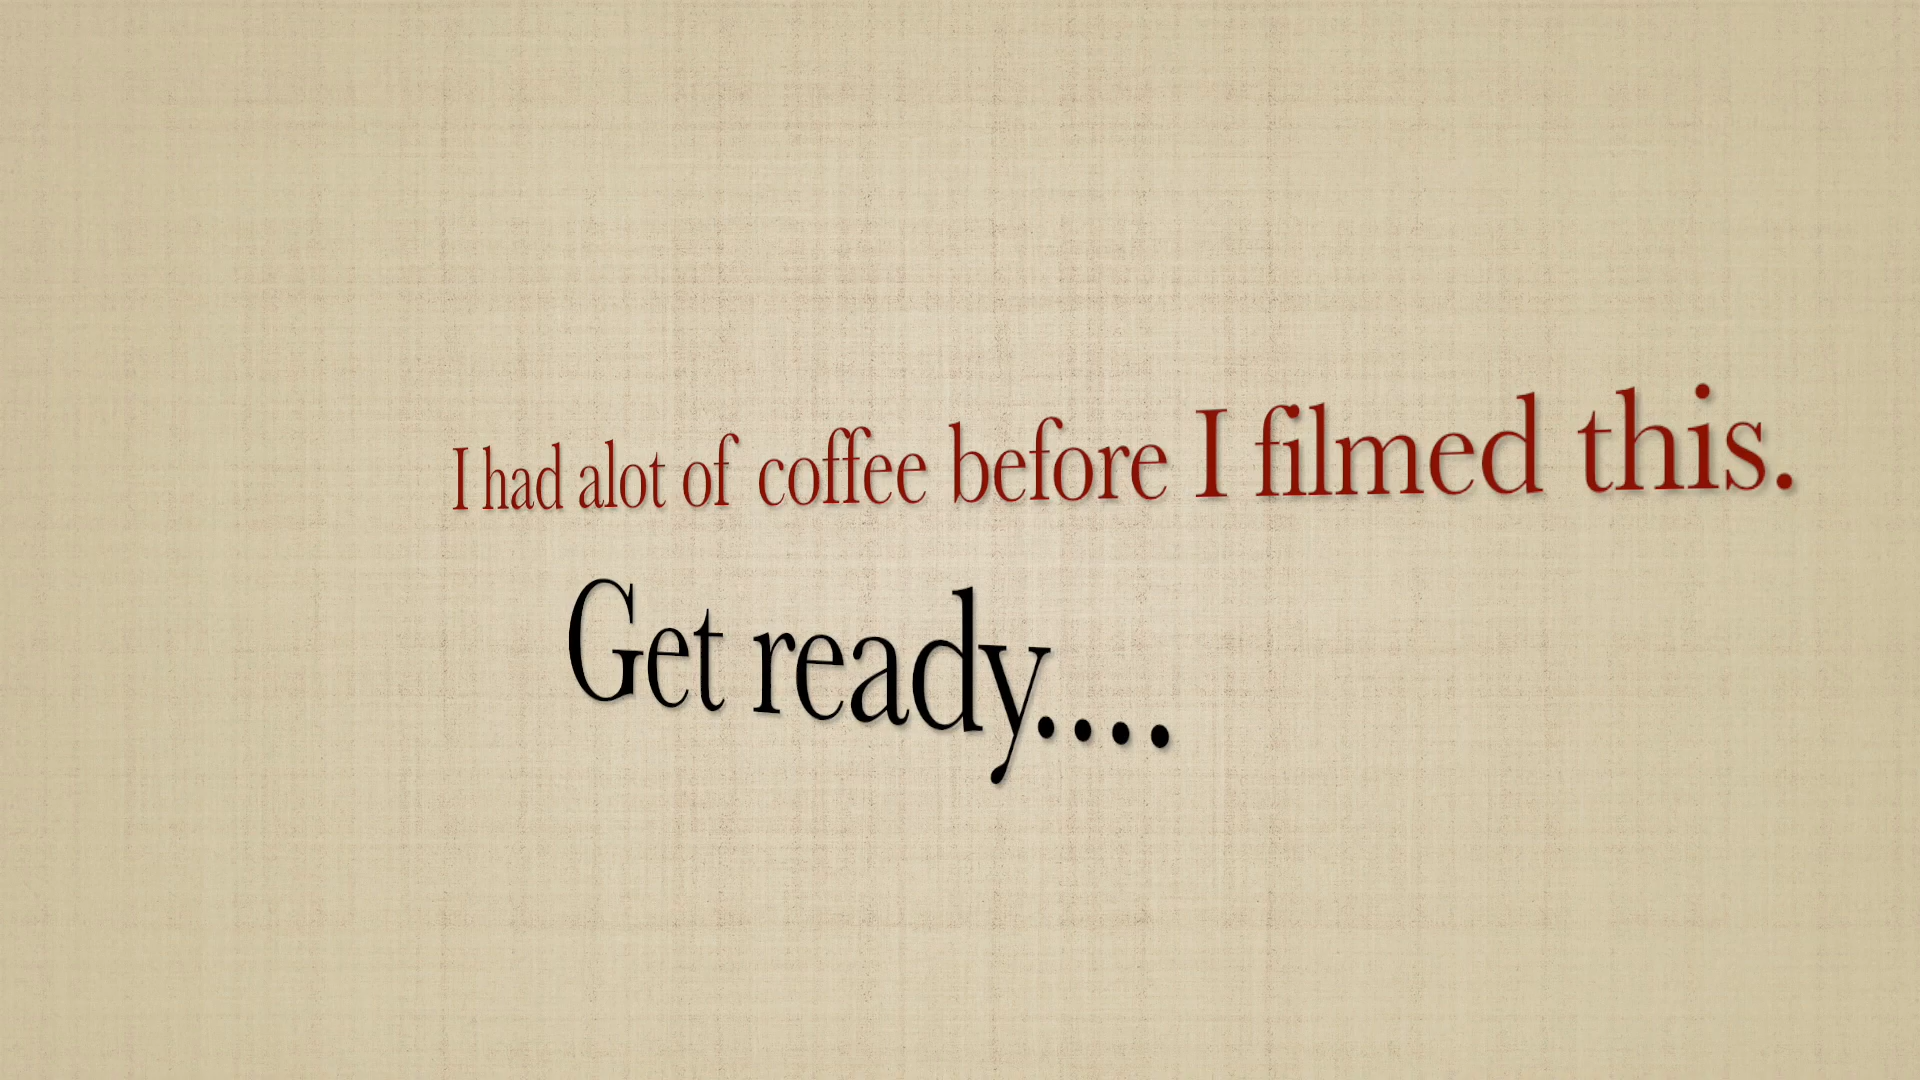 I had alot of coffee before I filmed this.
Get ready....